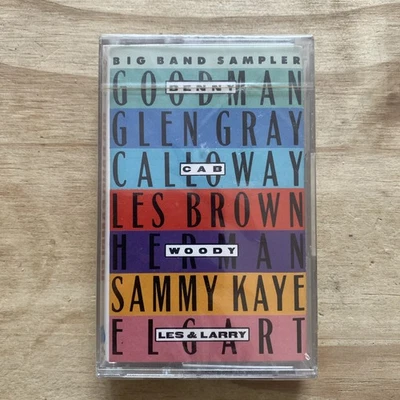 BIG BAND SAMPLER
GOODMAN
BENNY
GLEN GRAY
CALLOWAY
CAB
LES BROWN
HERMAN
WOODY
SAMMY KAYE
ELGART
LES & LARRY